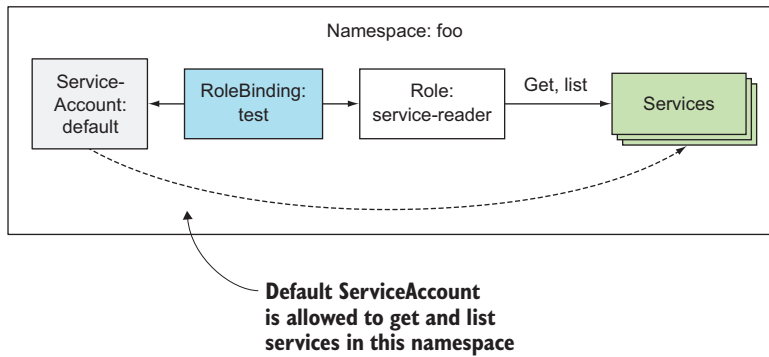 Namespace: foo
Service-
Account:
default
RoleBinding:
test
Role:
service-reader
Get, list
Services
Default ServiceAccount
is allowed to get and list
services in this namespace